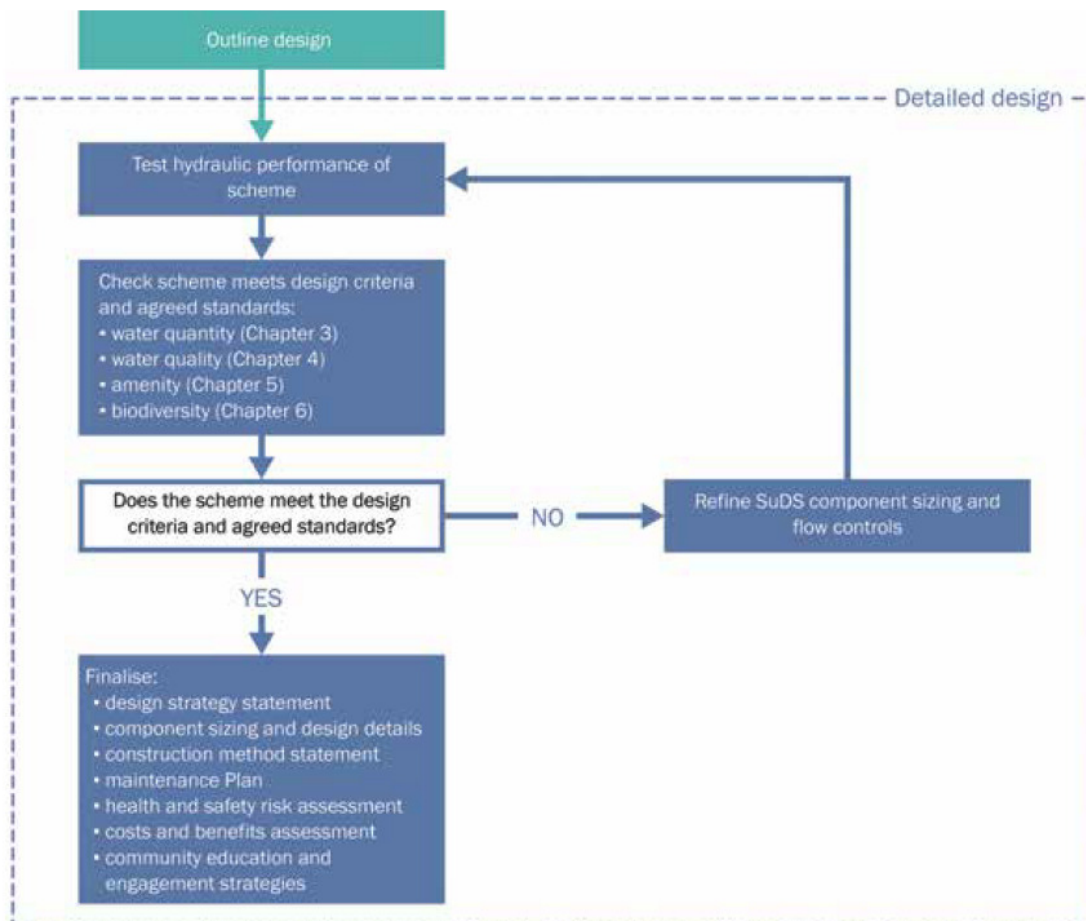 Outline design
Detailed design
Test hydraulic performance of
scheme
Check scheme meets design criteria
and agreed standards:
• water quantity (Chapter 3)
• water quality (Chapter 4)
• amenity (Chapter 5)
• biodiversity (Chapter 6)
Does the scheme meet the design
criteria and agreed standards?
NO
Refine SuDS component sizing and
flow controls
YES
Finalise:
• design strategy statement
• component sizing and design details
• construction method statement
• maintenance Plan
• health and safety risk assessment
• costs and benefits assessment
• community education and
engagement strategies